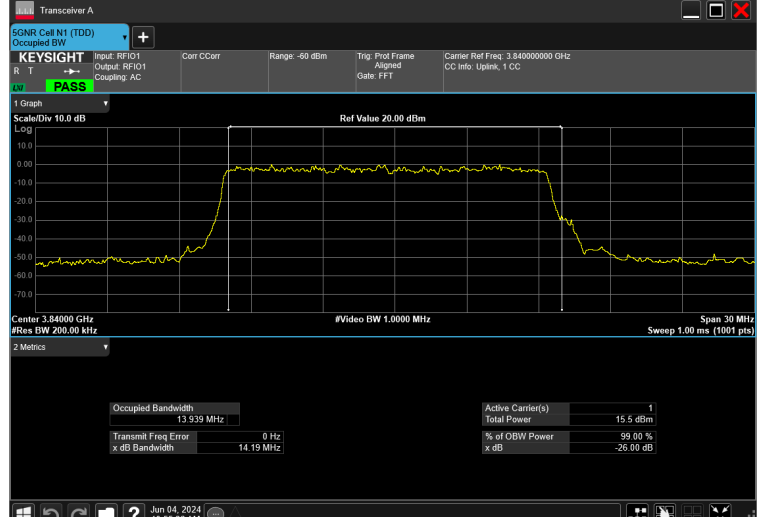 Transceiver A
5GNR Cell N1 (TDD)
Occupied BW
KEYSIGHT
R T
LXI
PASS
Input: RFIO1
Output: RFIO1
Coupling: AC
Corr CCorr
Range: -60 dBm
Trig: Prot Frame
Aligned
Gate: FFT
Carrier Ref Freq: 3.840000000 GHz
CC Info: Uplink, 1 CC
1 Graph
Scale/Div 10.0 dB
Ref Value 20.00 dBm
Log
10.0
0.00
-10.0
-20.0
-30.0
-40.0
-50.0
-60.0
-70.0
Center 3.84000 GHz
#Video BW 1.0000 MHz
Span 30 MHz
#Res BW 200.00 kHz
Sweep 1.00 ms (1001 pts)
2 Metrics
Occupied Bandwidth
13.939 MHz
Transmit Freq Error 0 Hz
x dB Bandwidth 14.19 MHz
Active Carrier(s) 1
Total Power 15.5 dBm
% of OBW Power 99.00 %
x dB -26.00 dB
?
Jun 04, 2024